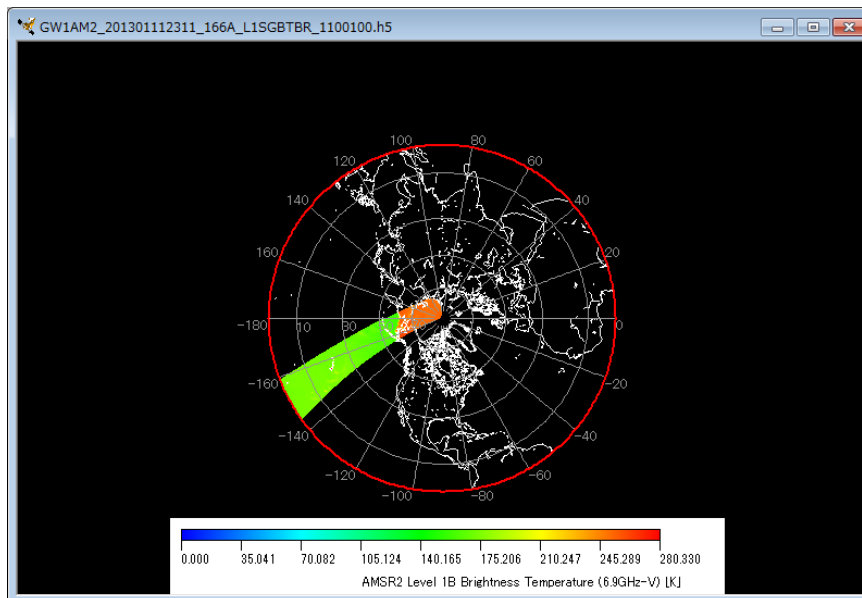 GW1AM2_201301112311_166A_L1SGBTBR_1100100.h5
100 80
120 60
140 40
160 20
-180 10 30 0
-160 -20
-140 -40
-120 -60
-100 -80
0.000 35.041 70.082 105.124 140.165 175.206 210.247 245.289 280.330
AMSR2 Level 1B Brightness Temperature (6.9GHz-V) [K]